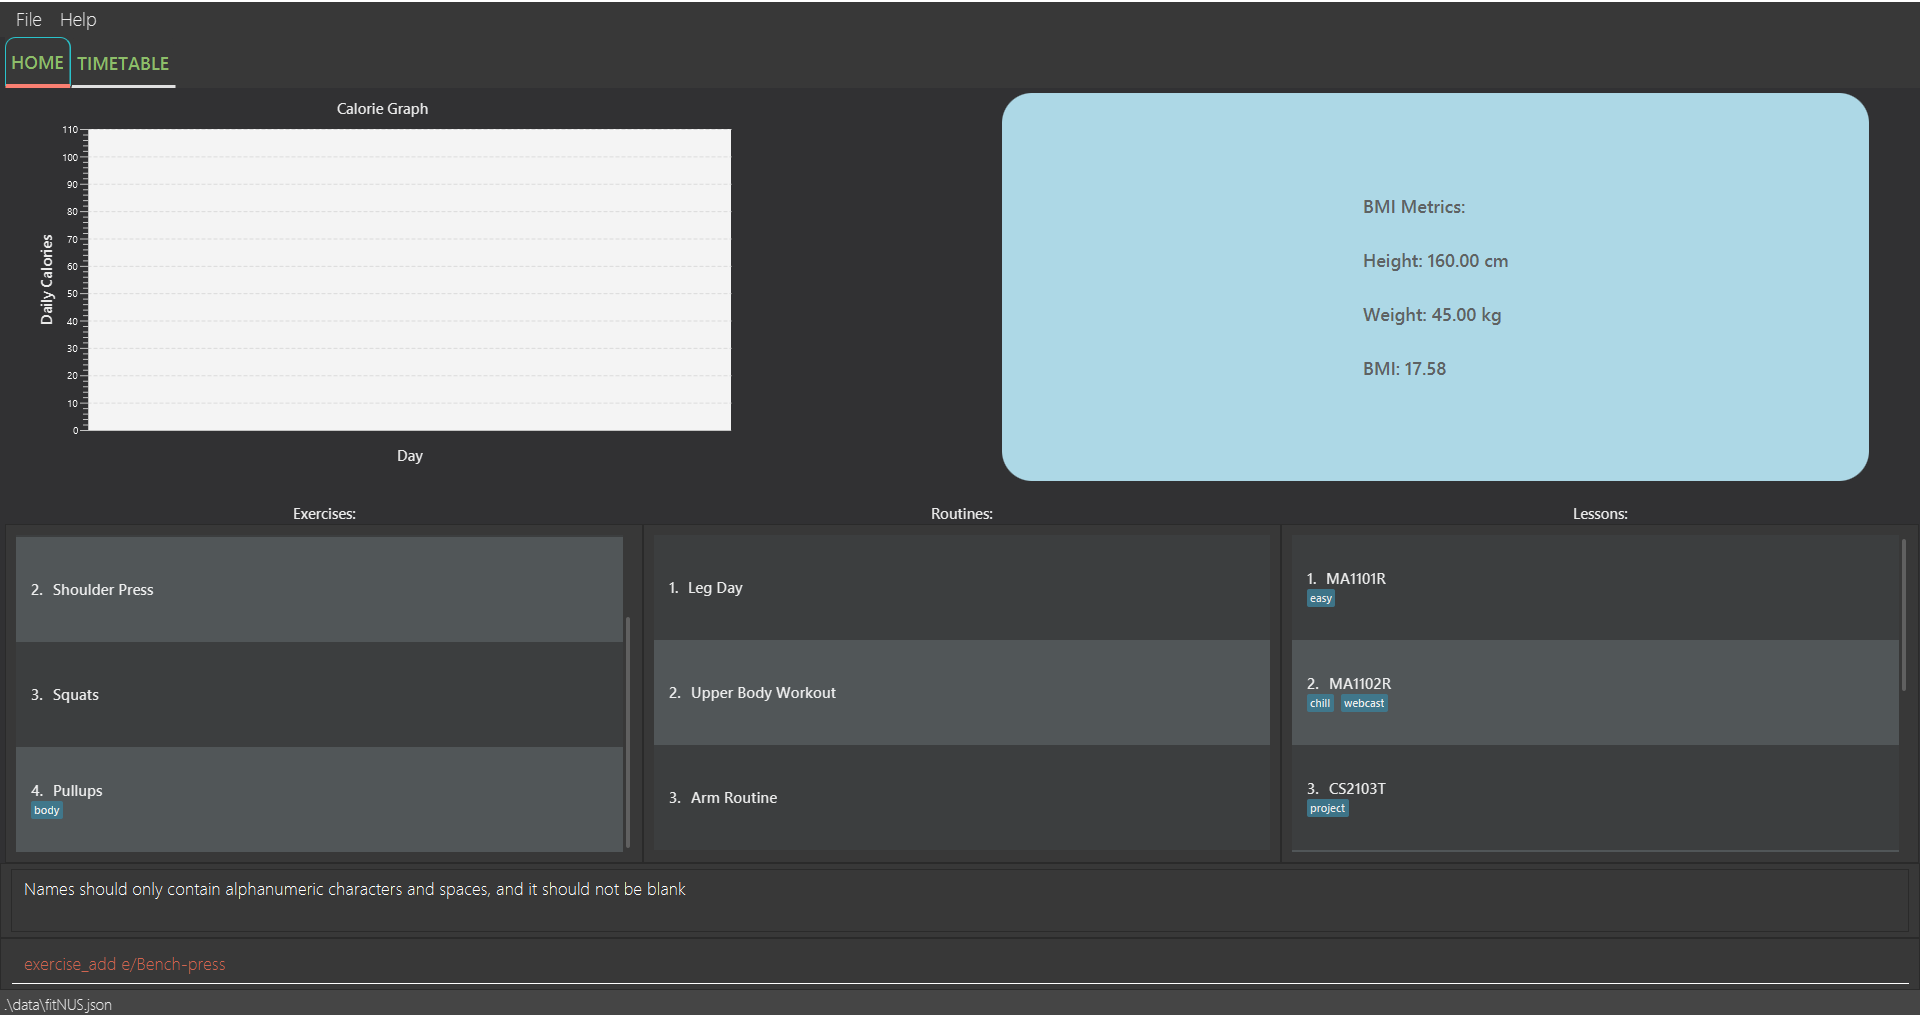 File Help
HOME TIMETABLE
Calorie Graph
110
100
90
80
70
60
50
40
30
20
10
0
Daily Calories
Day
BMI Metrics:
Height: 160.00 cm
Weight: 45.00 kg
BMI: 17.58
Exercises:
2. Shoulder Press
3. Squats
4. Pullups
body
Routines:
1. Leg Day
2. Upper Body Workout
3. Arm Routine
Lessons:
1. MA1101R
easy
2. MA1102R
chill webcast
3. CS2103T
project
Names should only contain alphanumeric characters and spaces, and it should not be blank
exercise_add e/Bench-press
.\data\fitNUS.json